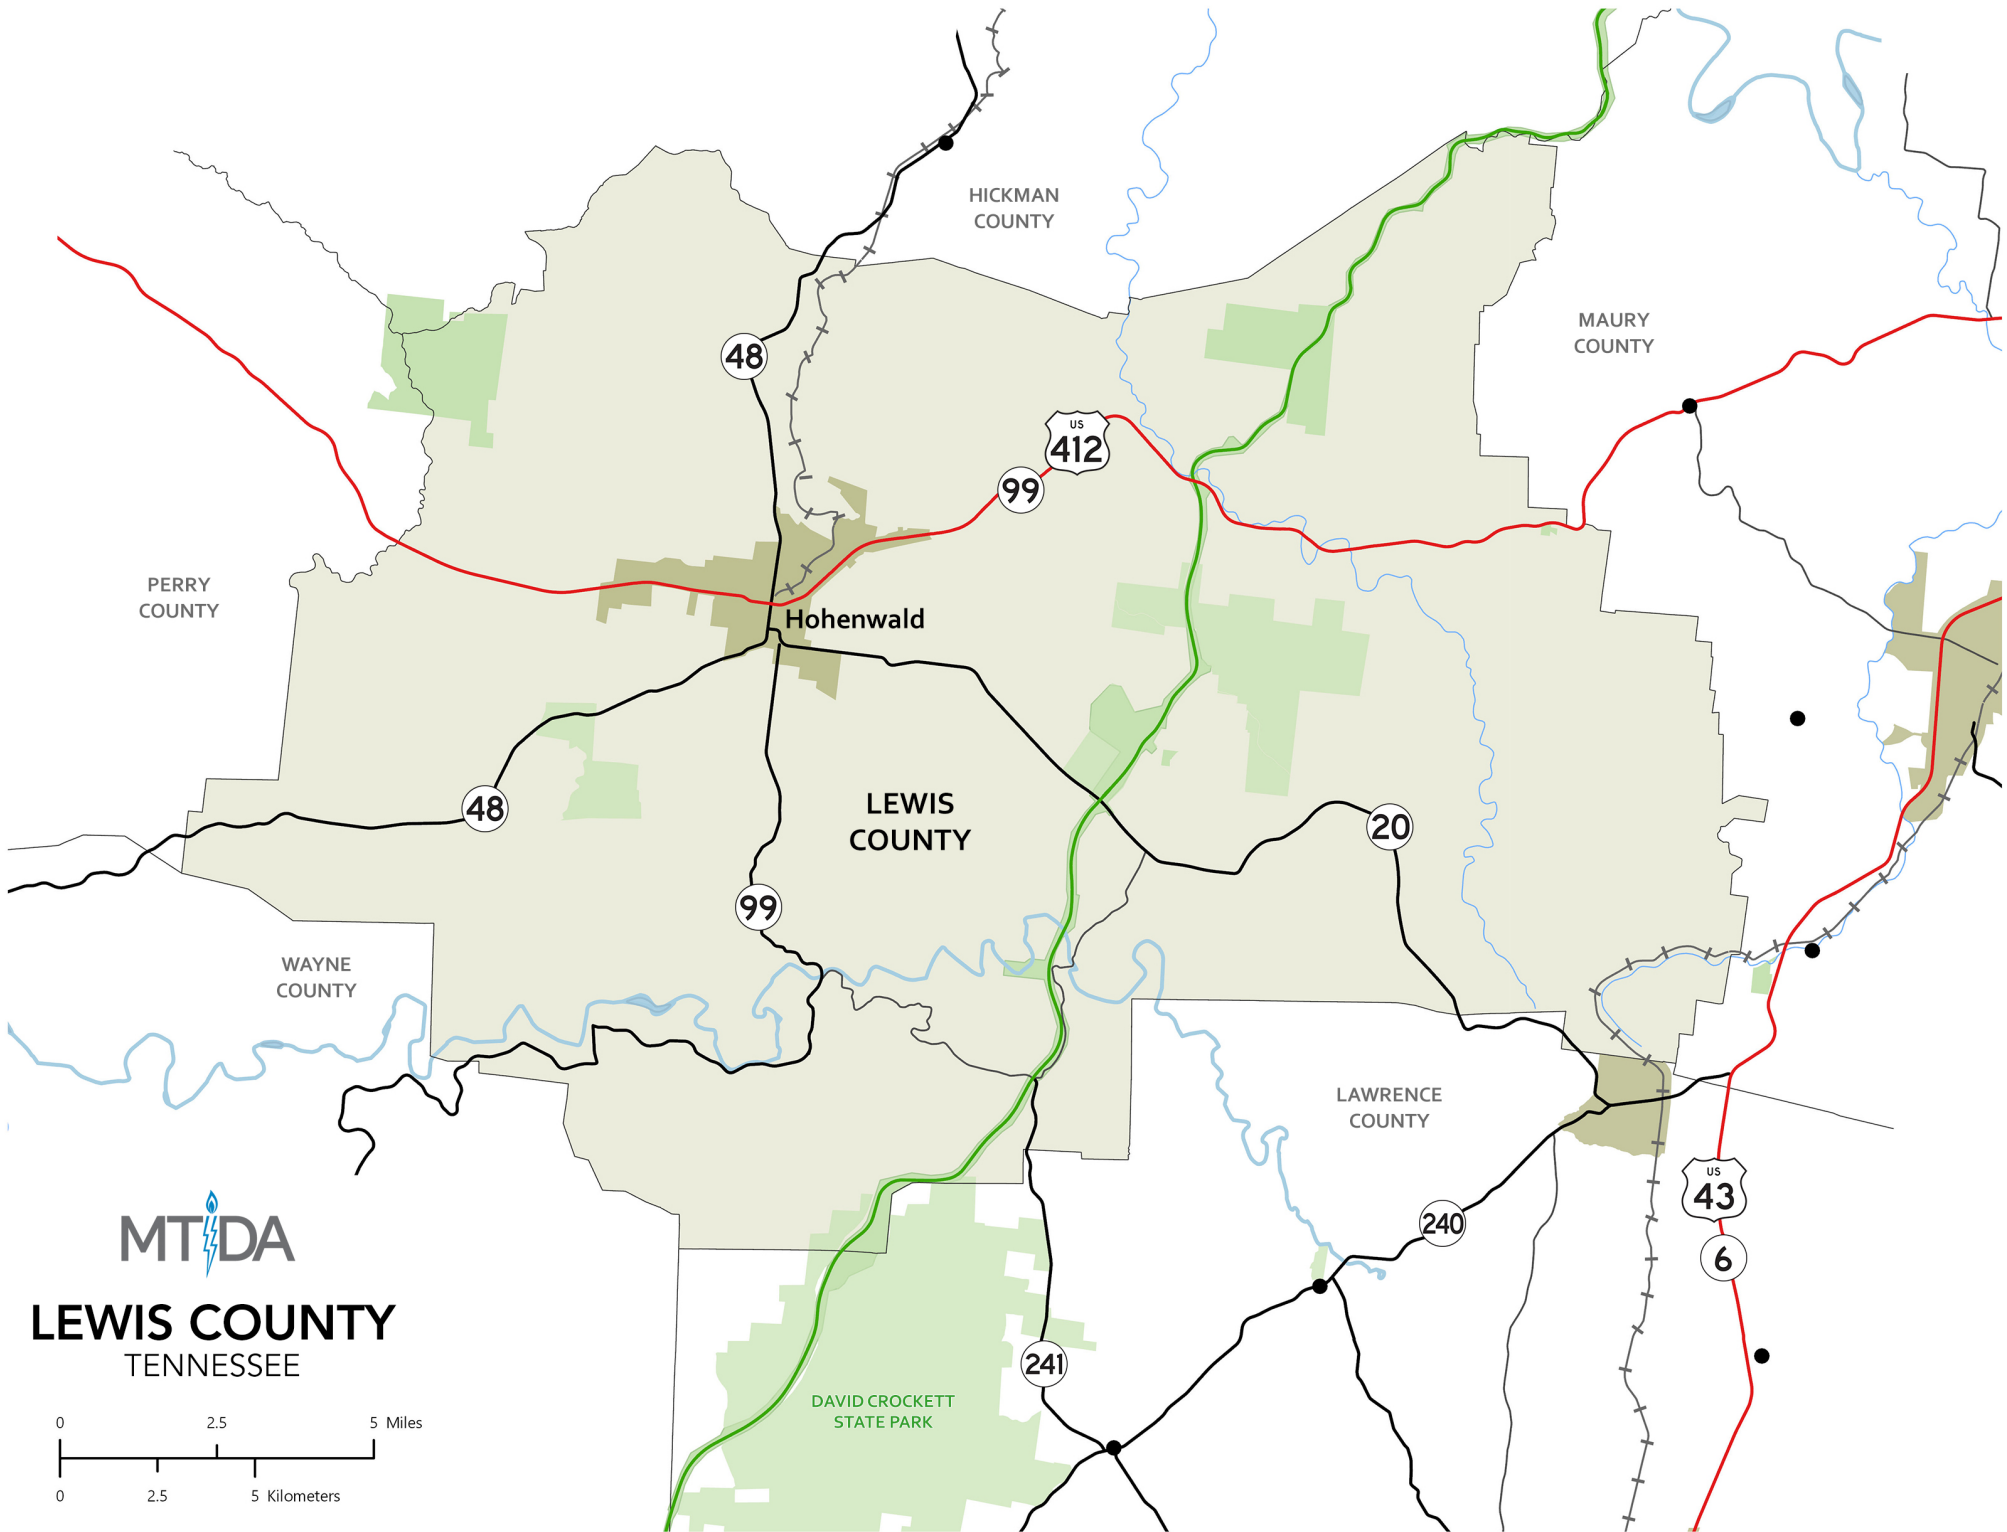 HICKMAN
COUNTY
MAURY
COUNTY
48
US
412
99
PERRY
COUNTY
Hohenwald
48
LEWIS
COUNTY
20
99
WAYNE
COUNTY
LAWRENCE
COUNTY
US
43
240
6
MTIDA
LEWIS COUNTY
TENNESSEE
241
DAVID CROCKETT
STATE PARK
0 2.5 5 Miles
0 2.5 5 Kilometers